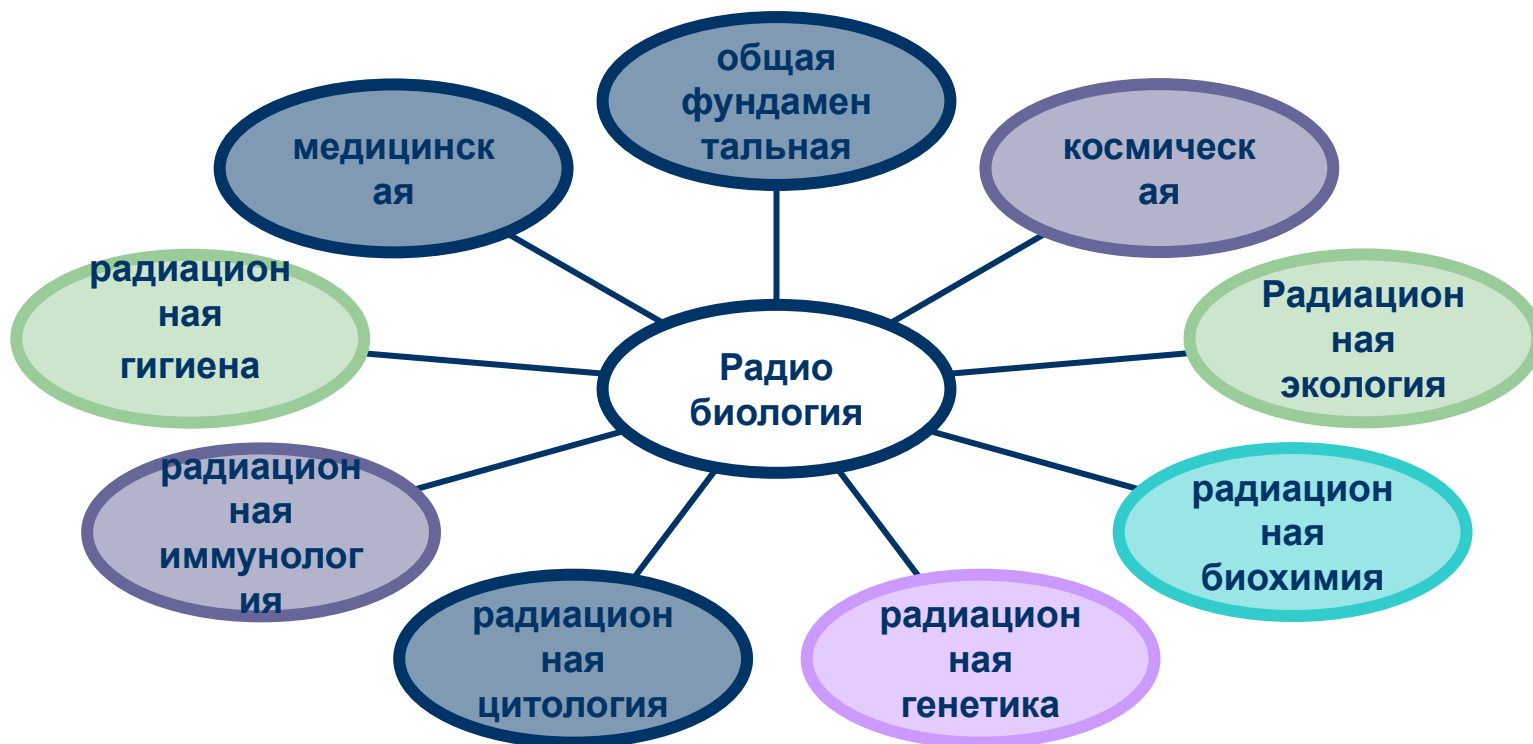 общая
фундамен
тальная
медицинск
ая
космическ
ая
радиацион
ная
гигиена
Радиацион
ная
экология
Радио
биология
радиацион
ная
иммунолог
ия
радиацион
ная
биохимия
радиацион
ная
цитология
радиацион
ная
генетика